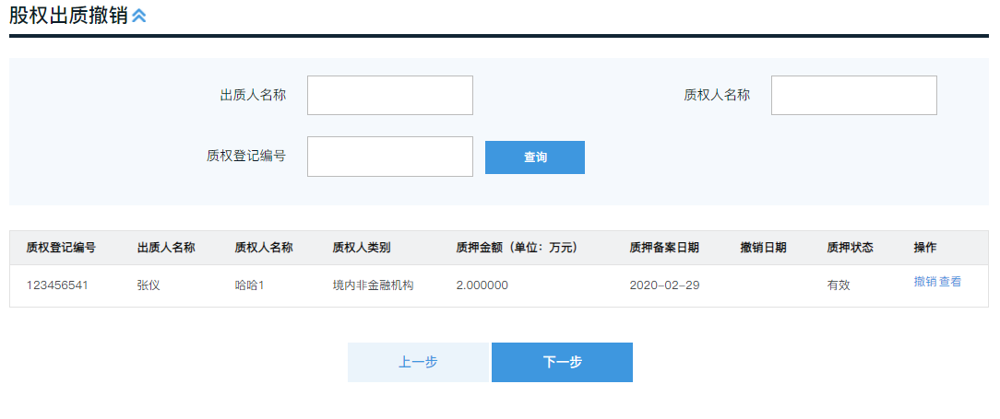 股权出质撤销
出质人名称 质权人名称
质权登记编号 查询
质权登记编号 出质人名称 质权人名称 质权人类别 质押金额（单位：万元） 质押备案日期 撤销日期 质押状态 操作
123456541 张仪 哈哈1 境内非金融机构 2.000000 2020-02-29 有效 撤销 查看
上一步 下一步